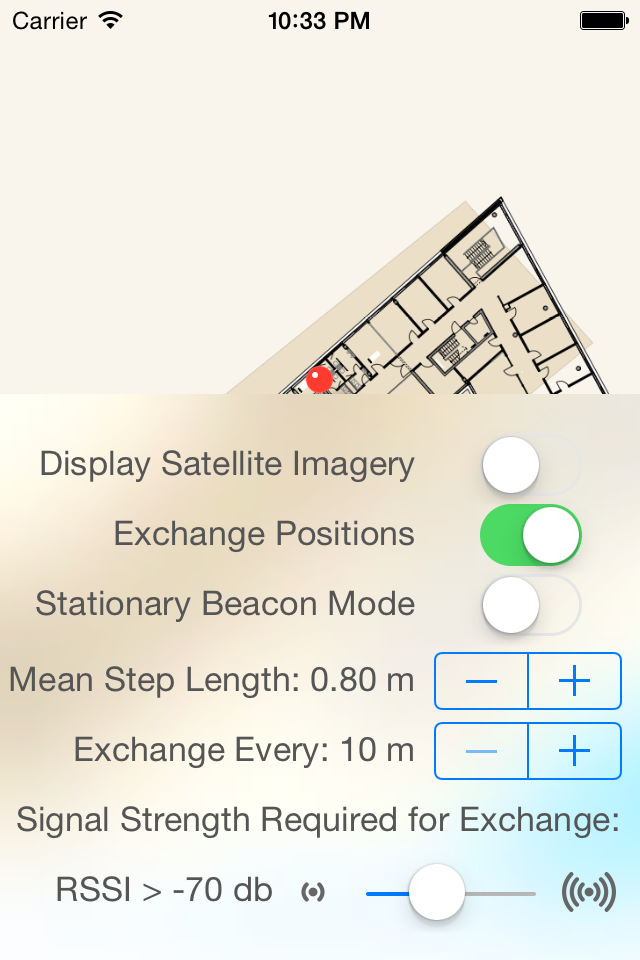 Carrier 10:33 PM
Display Satellite Imagery
Exchange Positions
Stationary Beacon Mode
Mean Step Length: 0.80 m
Exchange Every: 10 m
Signal Strength Required for Exchange:
RSSI > -70 db